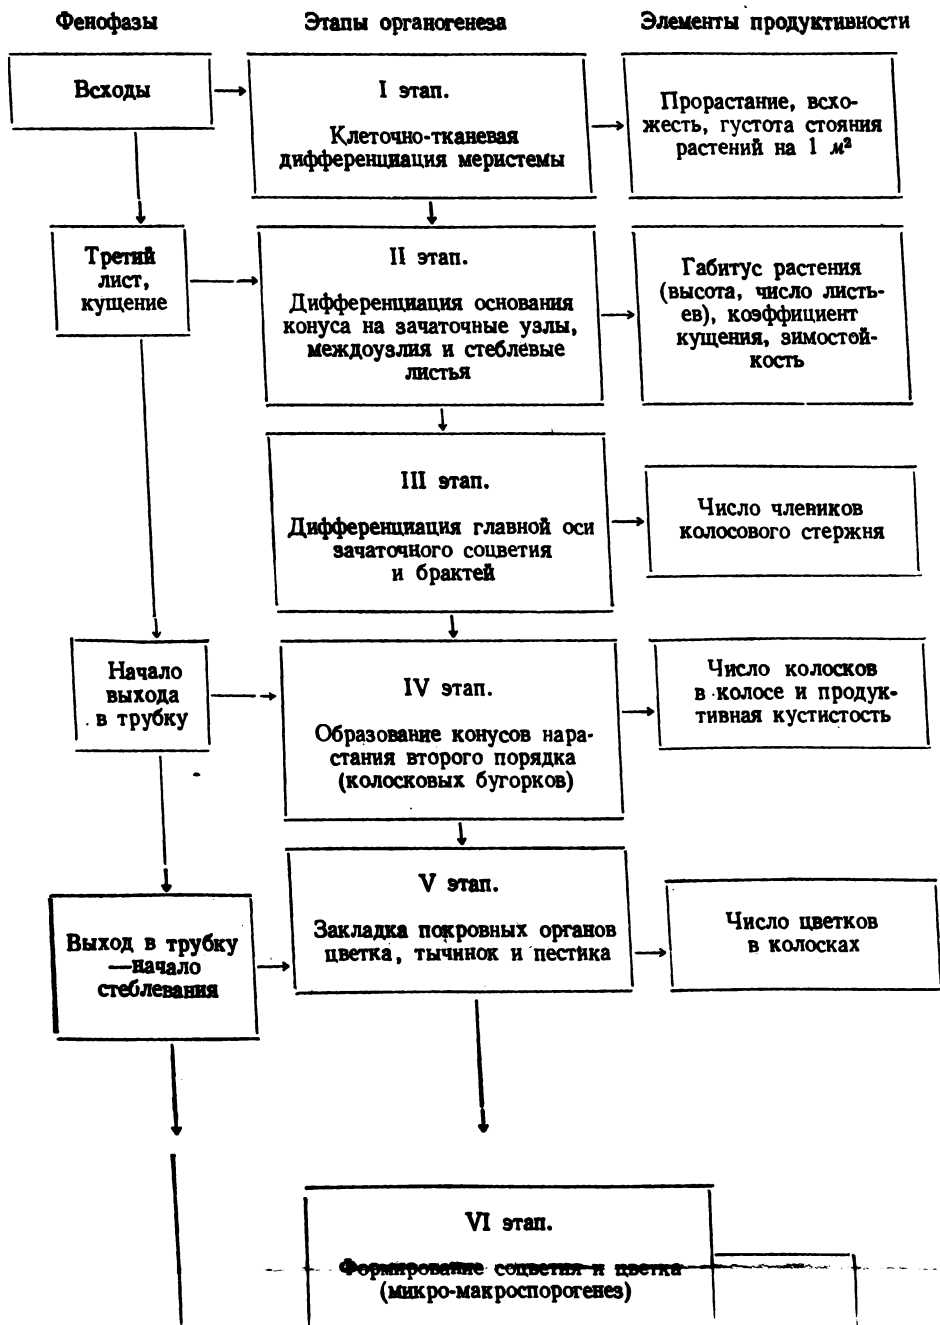 Фенофазы
Этапы органогенеза
Элементы продуктивности
Всходы
I этап.
Клеточно-тканевая
дифференциация меристемы
Прорастание, всхо-
жесть, густота стояния
растений на 1 м²
Третий
лист,
кущение
II этап.
Дифференциация основания
конуса на зачаточные узлы,
междоузлия и стеблевые
листья
Габитус растения
(высота, число листь-
ев), коэффициент
кущения, зимостой-
кость
III этап.
Дифференциация главной оси
зачаточного соцветия
и брактей
Число члеников
колосового стержня
Начало
выхода
в трубку
IV этап.
Образование конусов нара-
стания второго порядка
(колосковых бугорков)
Число колосков
в колосе и продук-
тивная кустистость
Выход в трубку
—начало
стеблевания
V этап.
Закладка покровных органов
цветка, тычинок и пестика
Число цветков
в колосках
VI этап.
Формирование соцветия и цветка
(микро-макроспорогенез)